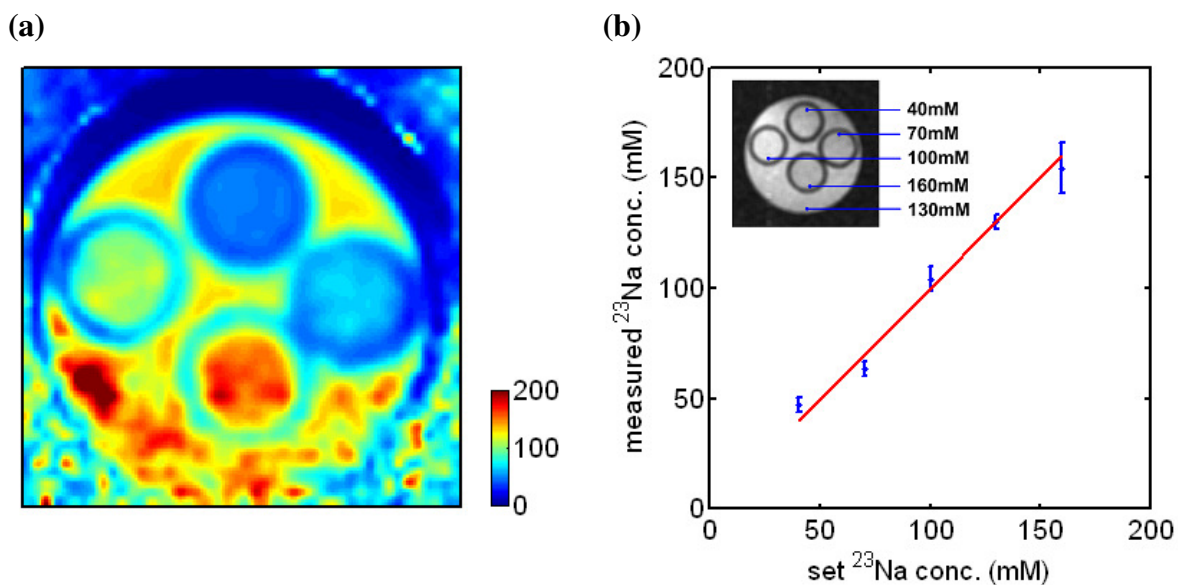 (a)
200
100
0
(b)
measured ²³Na conc. (mM)
200
150
100
50
0
40mM
70mM
100mM
160mM
130mM
0 50 100 150 200
set ²³Na conc. (mM)